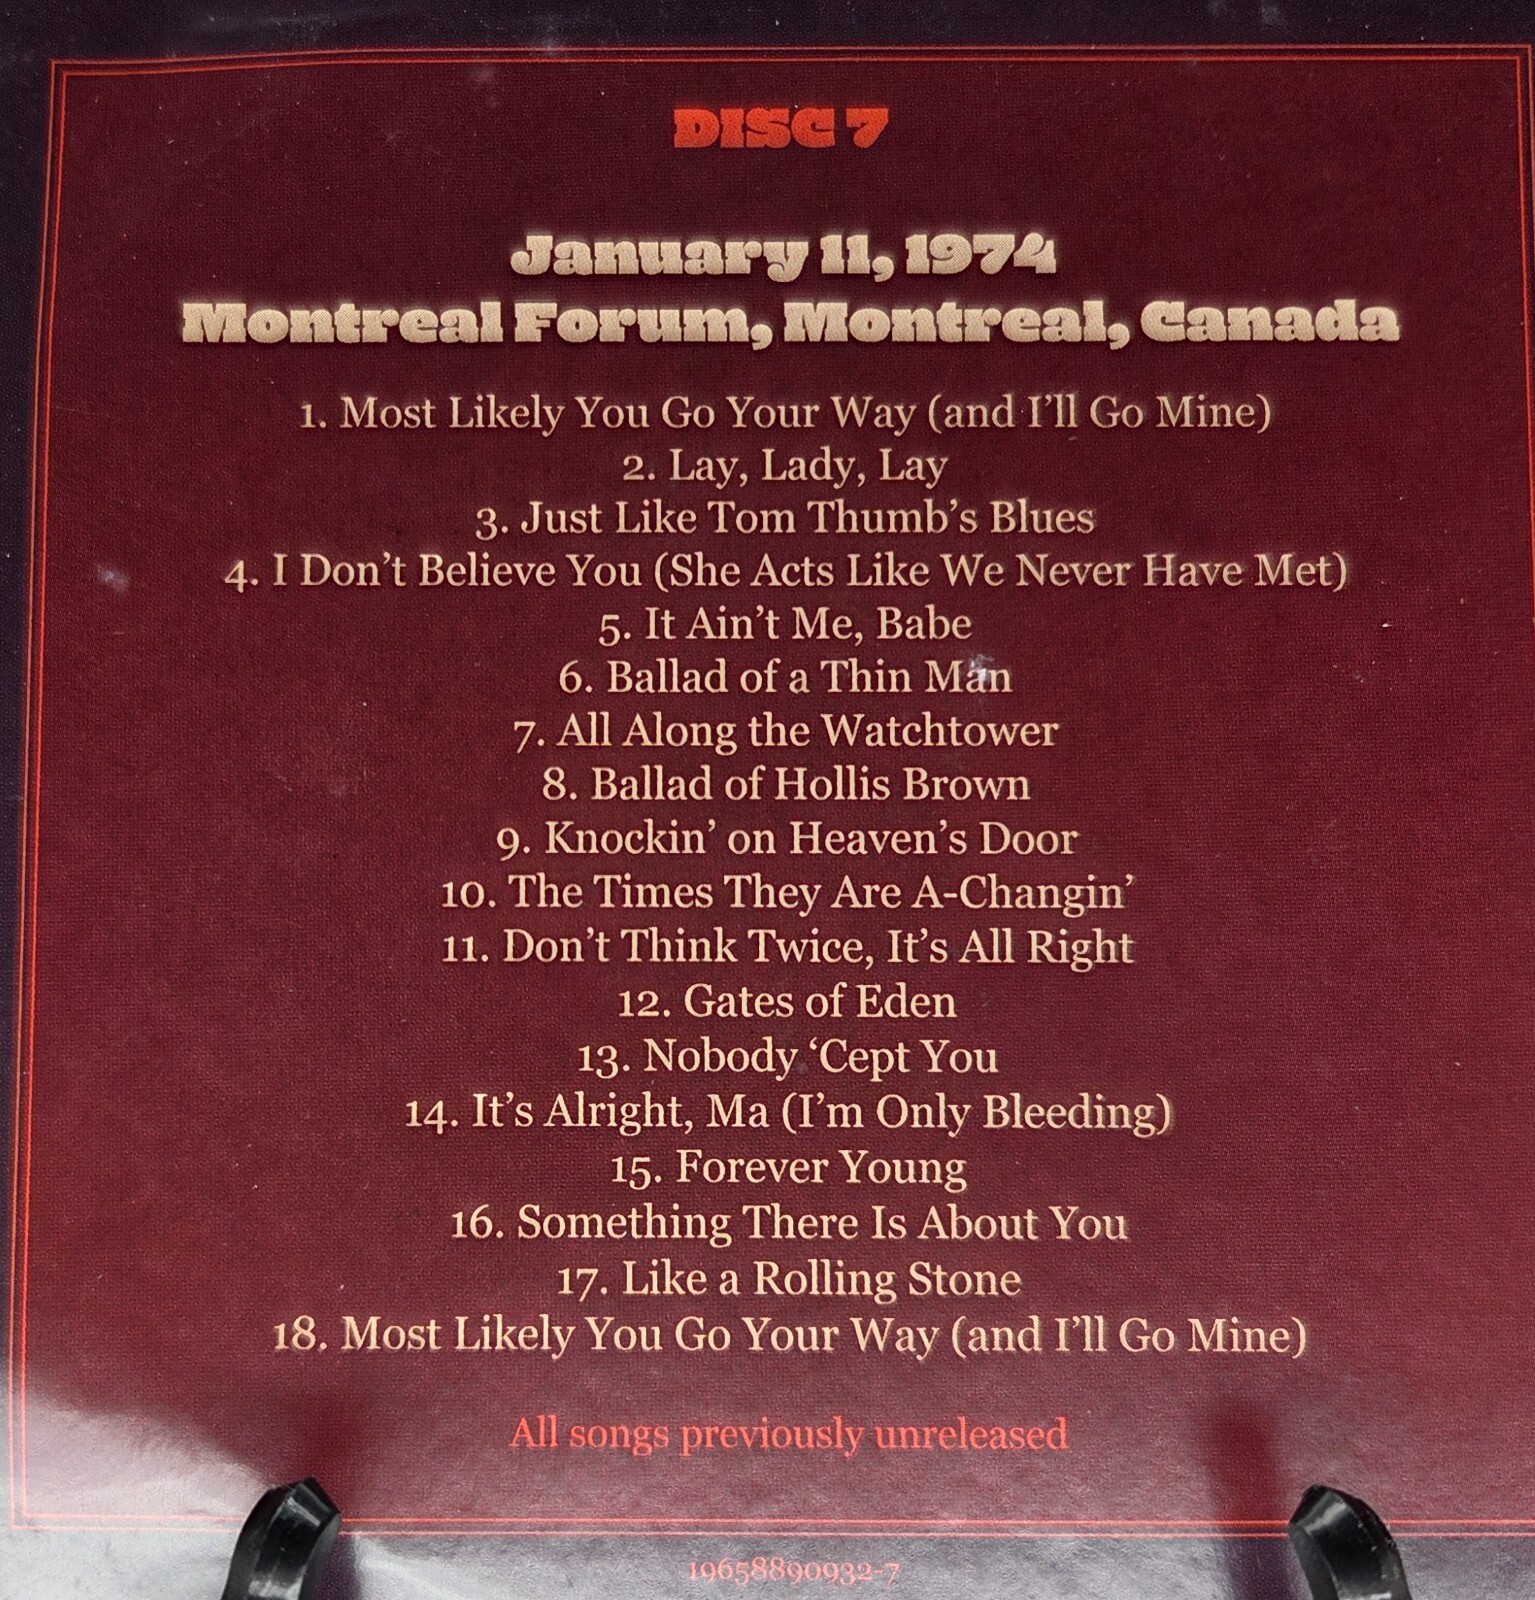 DISC 7
January 11, 1974
Montreal Forum, Montreal, Canada
1. Most Likely You Go Your Way (and I’ll Go Mine)
2. Lay, Lady, Lay
3. Just Like Tom Thumb’s Blues
4. I Don’t Believe You (She Acts Like We Never Have Met)
5. It Ain’t Me, Babe
6. Ballad of a Thin Man
7. All Along the Watchtower
8. Ballad of Hollis Brown
9. Knockin’ on Heaven’s Door
10. The Times They Are A-Changin’
11. Don’t Think Twice, It’s All Right
12. Gates of Eden
13. Nobody ‘Cept You
14. It’s Alright, Ma (I’m Only Bleeding)
15. Forever Young
16. Something There Is About You
17. Like a Rolling Stone
18. Most Likely You Go Your Way (and I’ll Go Mine)
All songs previously unreleased
19658890932-7